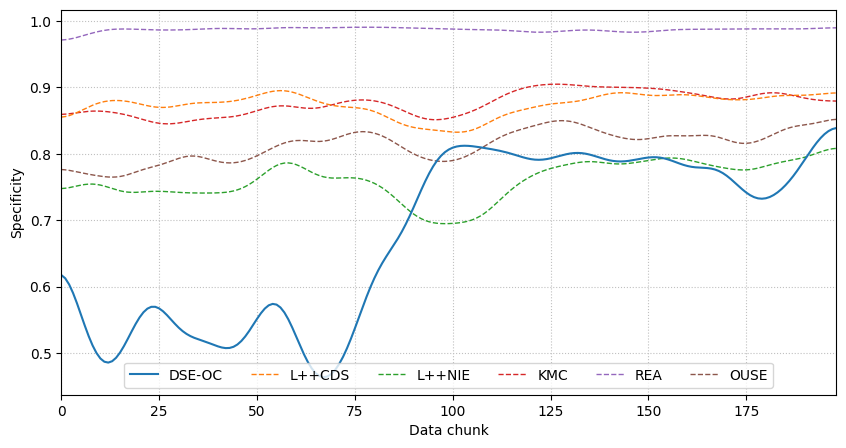 1.0
0.9
0.8
0.7
0.6
0.5
Specificity
DSE-OC L++CDS L++NIE KMC REA OUSE
0 25 50 75 100 125 150 175
Data chunk